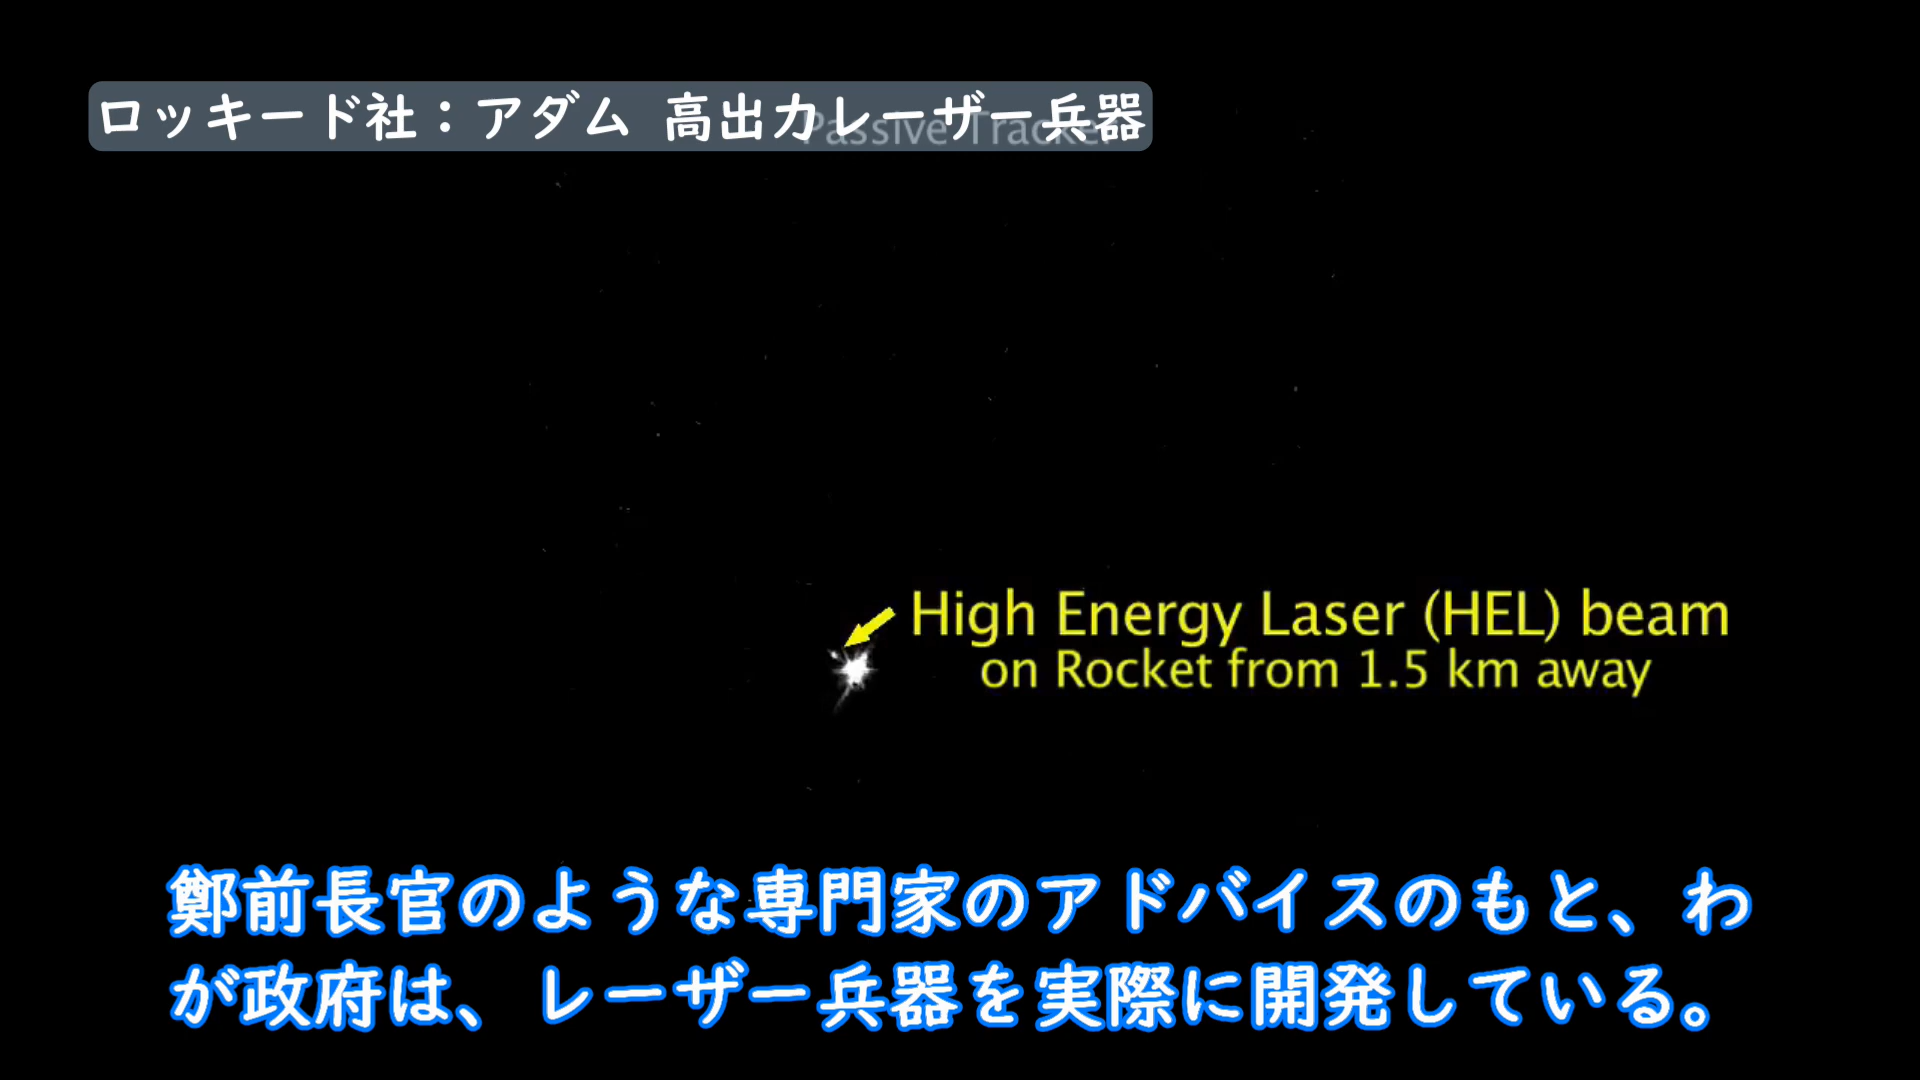 ロッキード社：アダム 高出力レーザー兵器
Passive Tracker
High Energy Laser (HEL) beam
on Rocket from 1.5 km away
鄭前長官のような専門家のアドバイスのもと、わ
が政府は、レーザー兵器を実際に開発している。